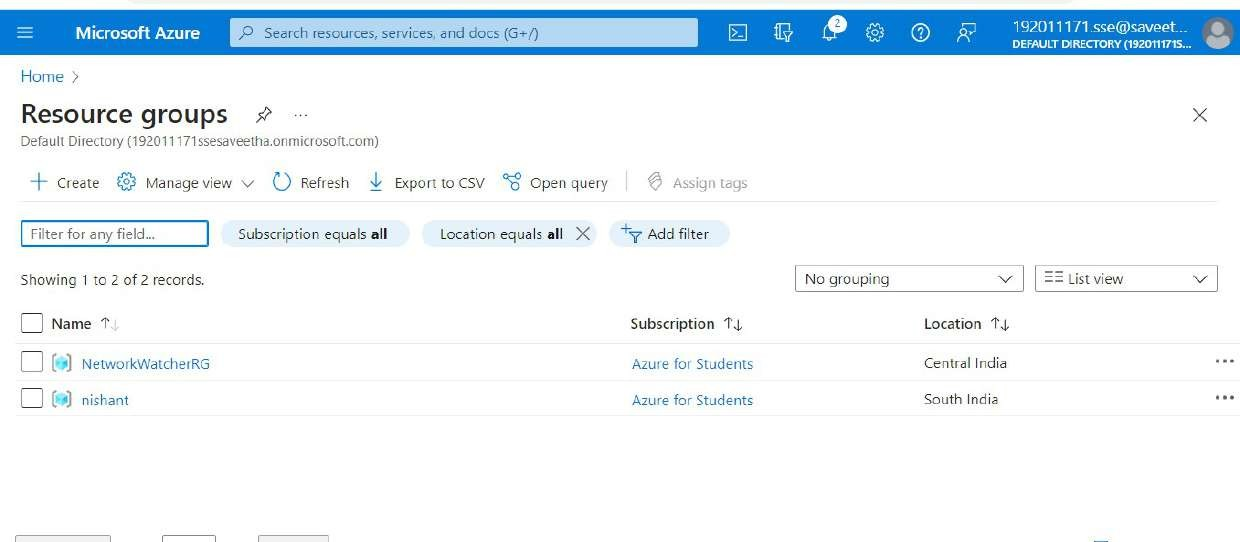 Microsoft Azure Search resources, services, and docs (G+/) 2 192011171.sse@saveet...
DEFAULT DIRECTORY (192011171S...
Home >
Resource groups ...
Default Directory (192011171ssesaveetha.onmicrosoft.com)
+ Create Manage view Refresh Export to CSV Open query Assign tags
Filter for any field... Subscription equals all Location equals all Add filter
Showing 1 to 2 of 2 records. No grouping List view
Name ↑↓ Subscription ↑↓ Location ↑↓
NetworkWatcherRG Azure for Students Central India ...
nishant Azure for Students South India ...